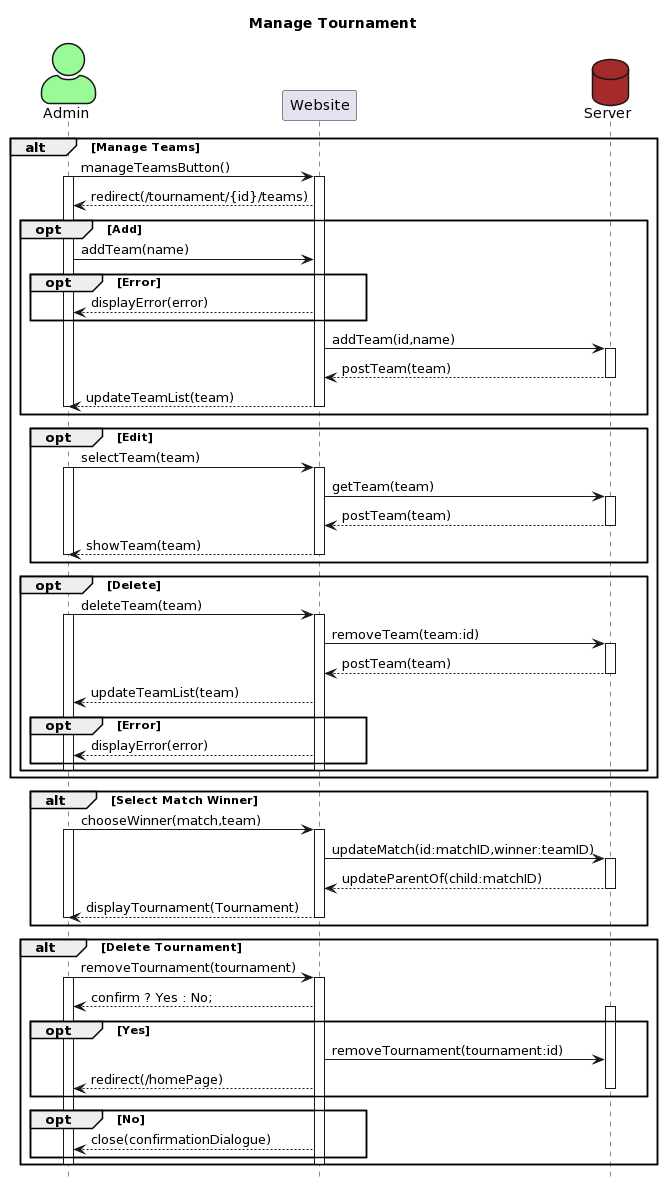 Manage Tournament
Admin
Website
Server
alt [Manage Teams]
manageTeamsButton()
redirect(/tournament/{id}/teams)
opt [Add]
addTeam(name)
opt [Error]
displayError(error)
addTeam(id,name)
postTeam(team)
updateTeamList(team)
opt [Edit]
selectTeam(team)
getTeam(team)
postTeam(team)
showTeam(team)
opt [Delete]
deleteTeam(team)
removeTeam(team:id)
postTeam(team)
updateTeamList(team)
opt [Error]
displayError(error)
alt [Select Match Winner]
chooseWinner(match,team)
updateMatch(id:matchID,winner:teamID)
updateParentOf(child:matchID)
displayTournament(Tournament)
alt [Delete Tournament]
removeTournament(tournament)
confirm ? Yes : No;
opt [Yes]
removeTournament(tournament:id)
redirect(/homePage)
opt [No]
close(confirmationDialogue)